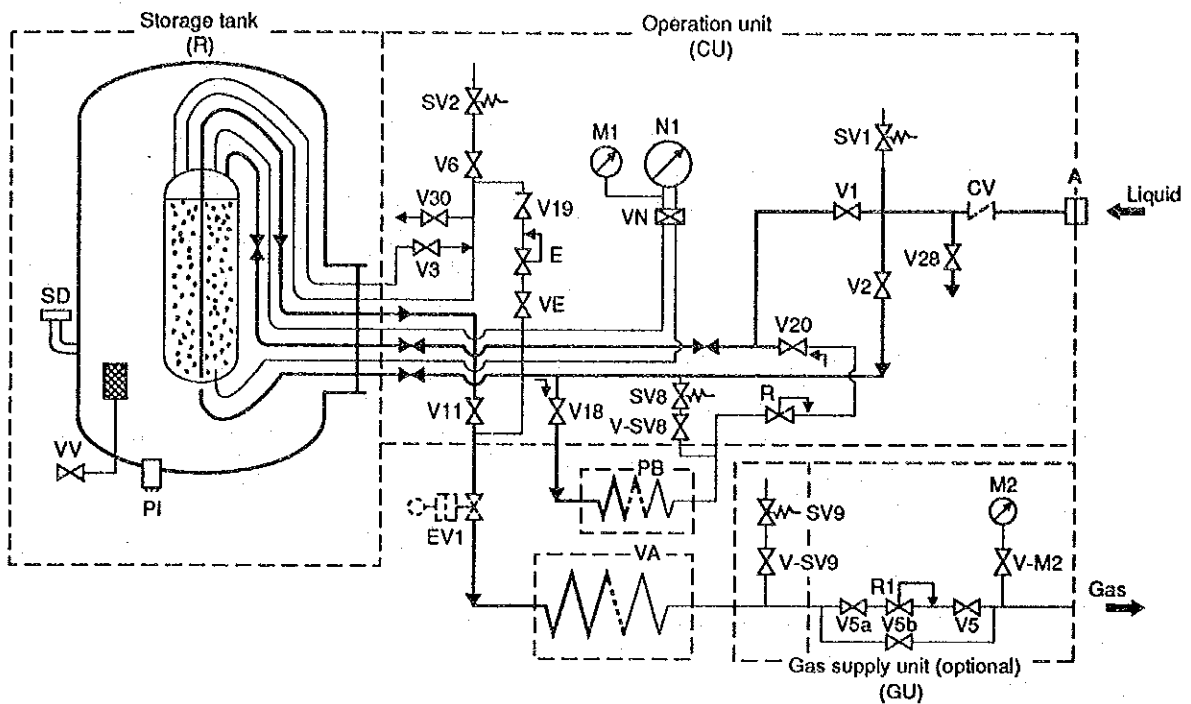 Storage tank
(R)
Operation unit
(CU)
SV2
M1
N1
SV1
V6
A
V1
CV
Liquid
V30
V19
VN
E
V3
V28
V2
SD
VE
V20
SV8
R
V11
V18
V-SV8
VV
PB
PI
M2
SV9
EV1
VA
V-SV9
V-M2
R1
Gas
V5a
V5b
V5
Gas supply unit (optional)
(GU)